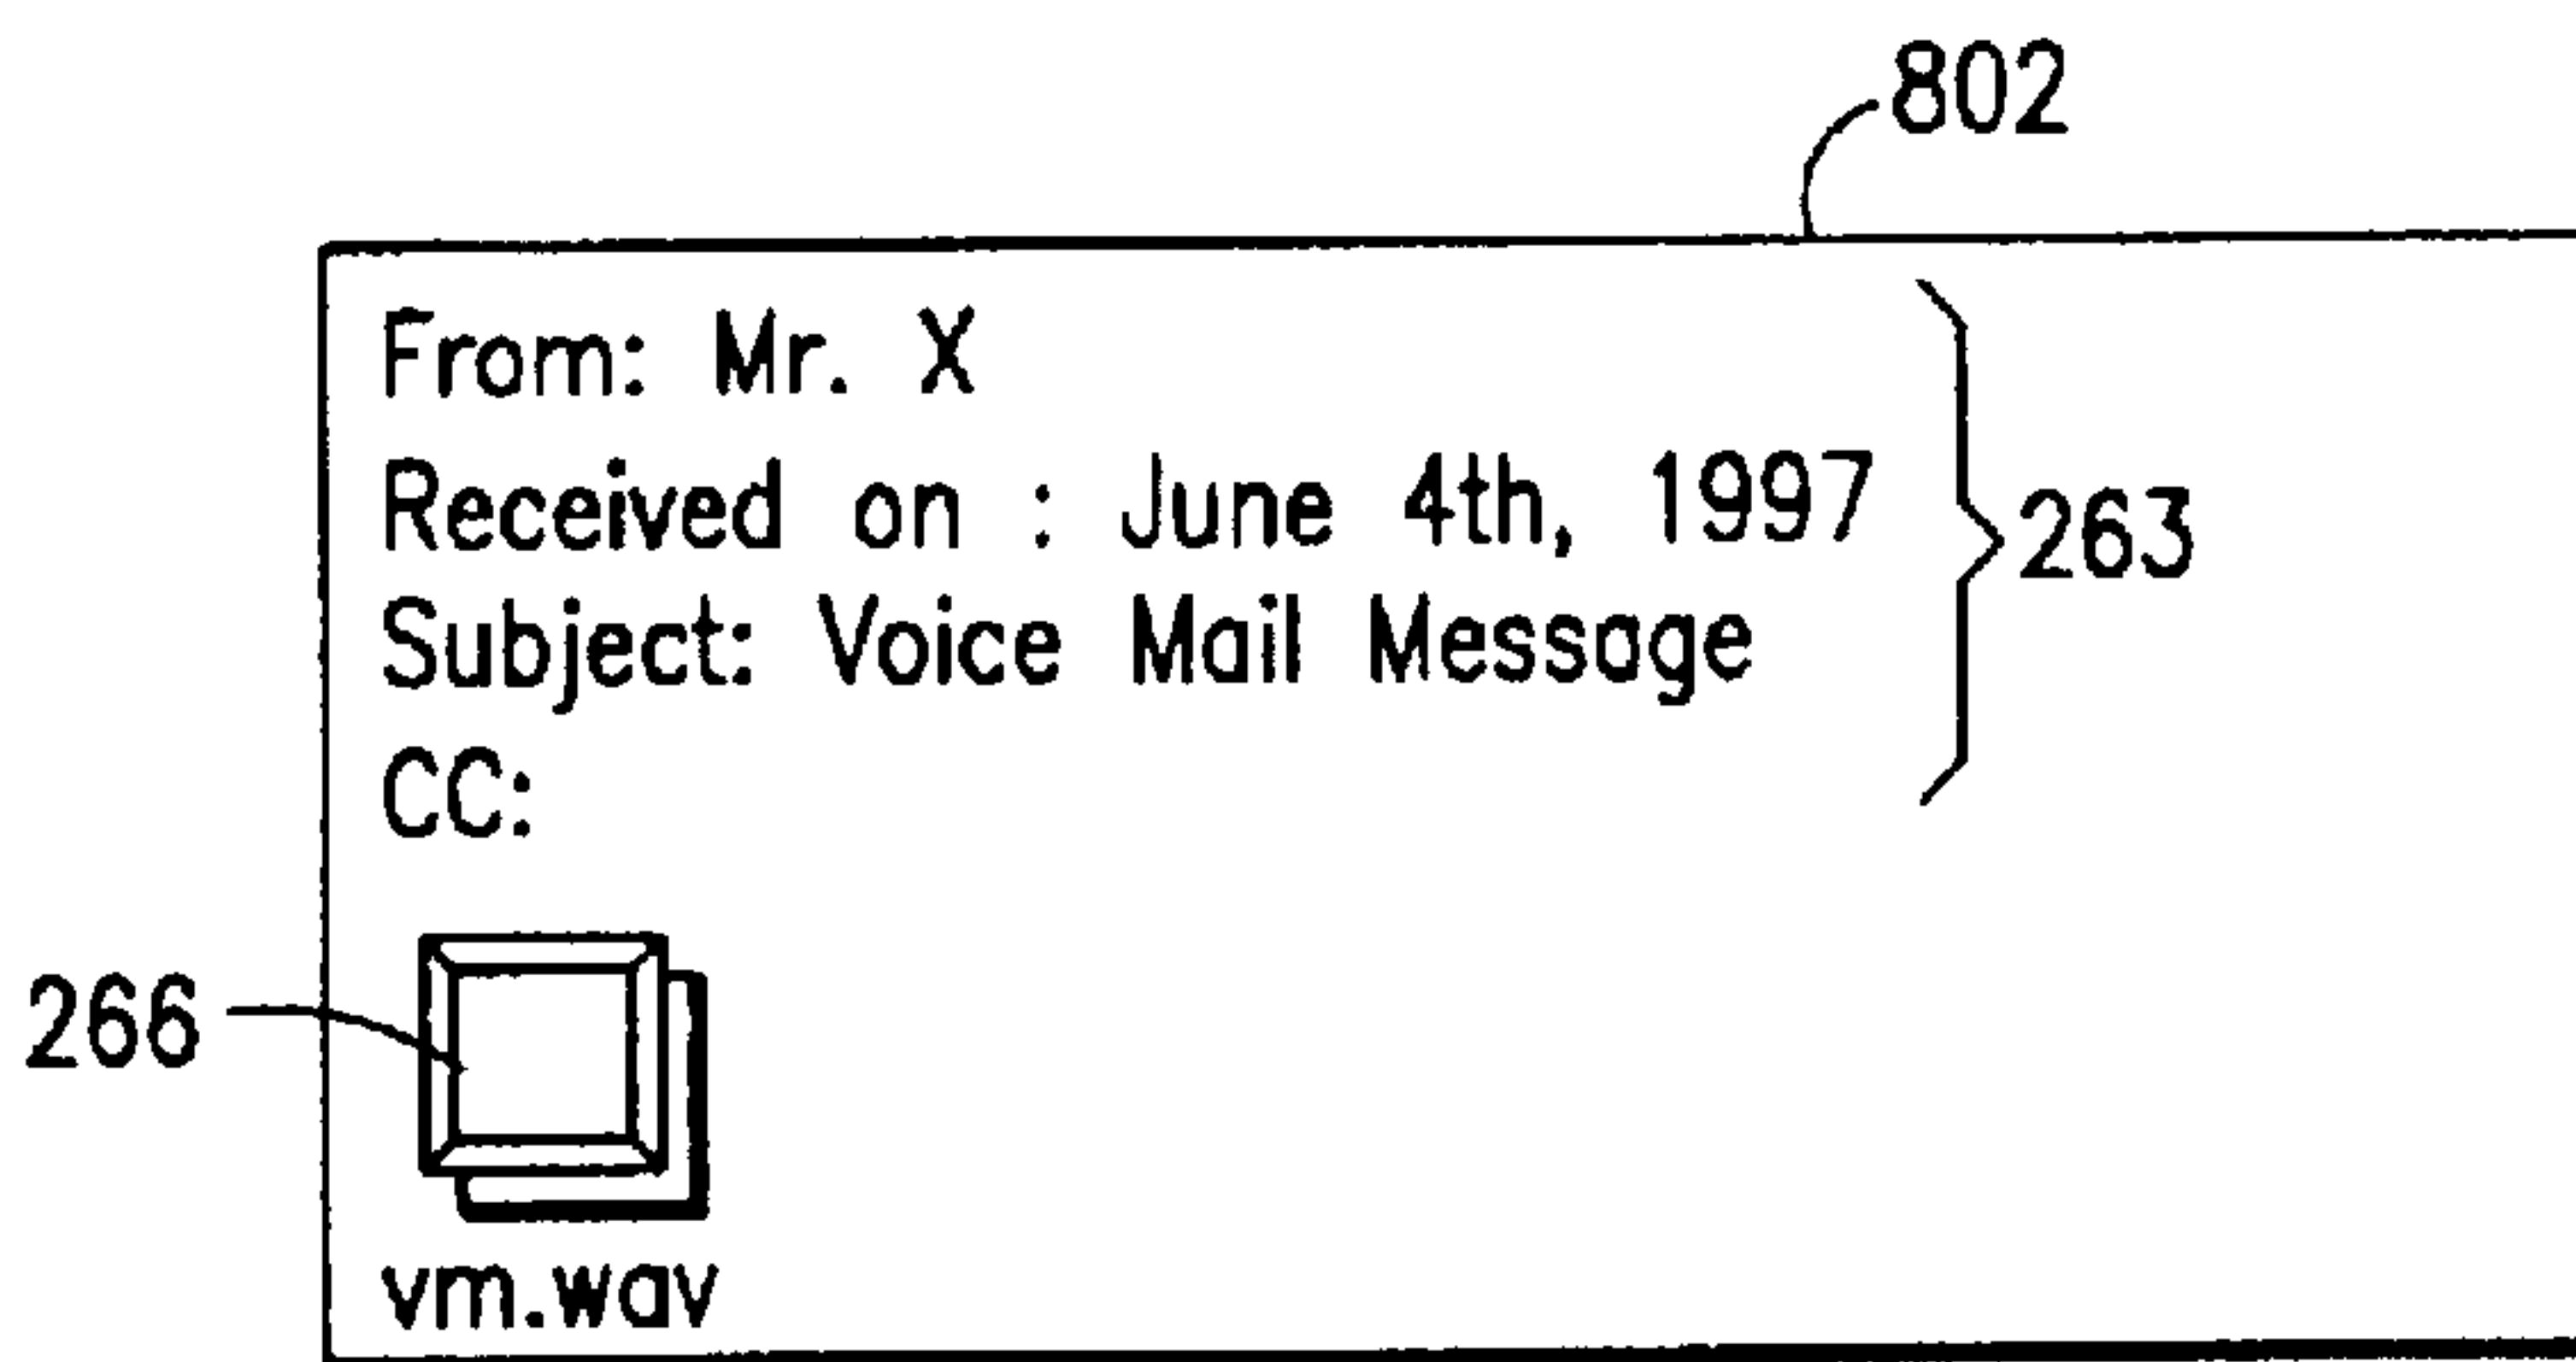 802
From: Mr. X
Received on : June 4th, 1997
Subject: Voice Mail Message
CC:
263
266
vm.wav